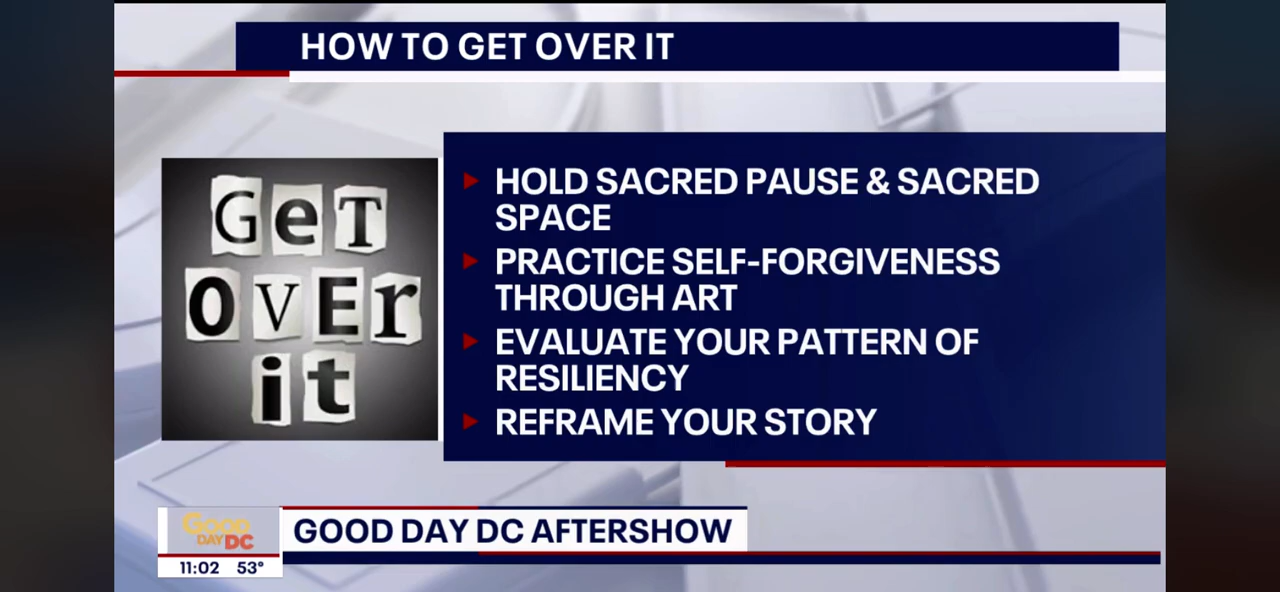 HOW TO GET OVER IT
GeT
OVEr
it
HOLD SACRED PAUSE & SACRED
SPACE
PRACTICE SELF-FORGIVENESS
THROUGH ART
EVALUATE YOUR PATTERN OF
RESILIENCY
REFRAME YOUR STORY
GOOD
DAY DC
GOOD DAY DC AFTERSHOW
11:02 53°